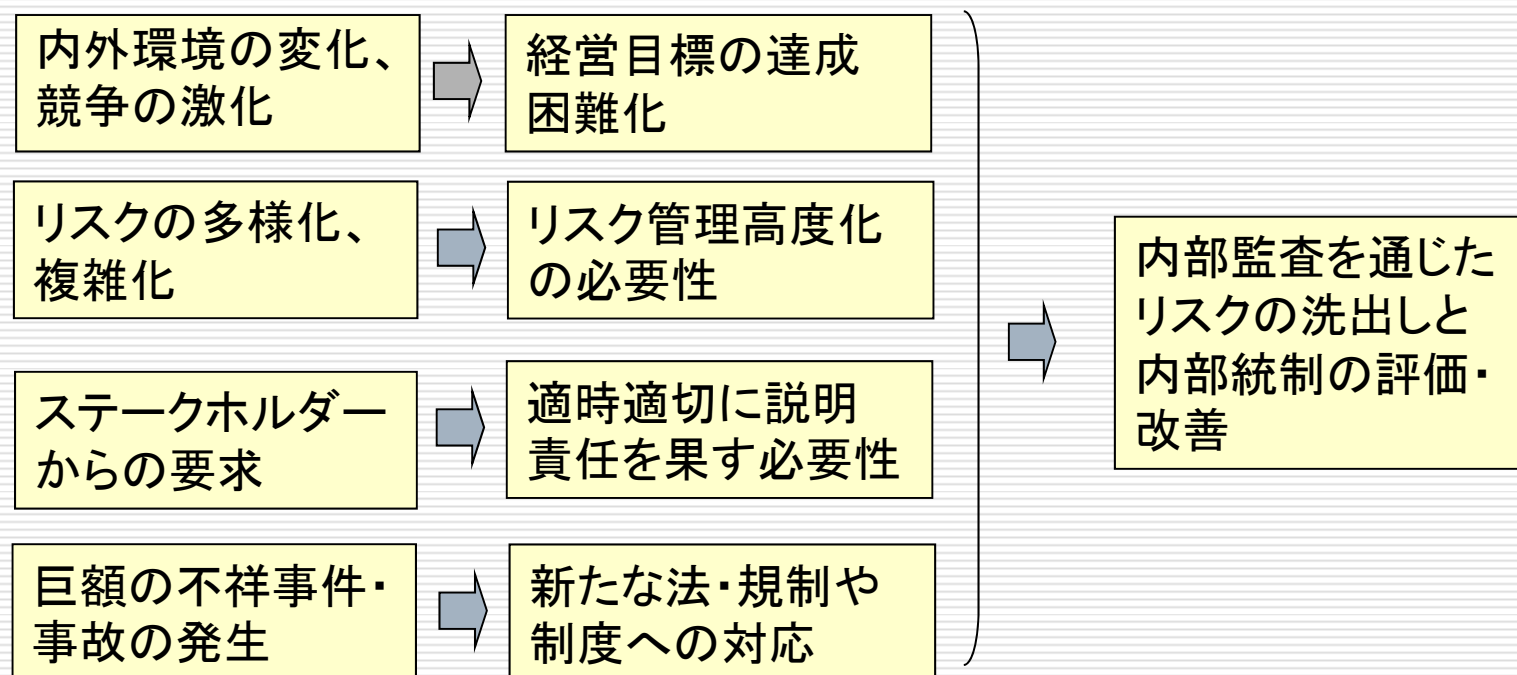 内外環境の変化、
競争の激化
経営目標の達成
困難化
リスクの多様化、
複雑化
リスク管理高度化
の必要性
ステークホルダー
からの要求
適時適切に説明
責任を果す必要性
巨額の不祥事件・
事故の発生
新たな法・規制や
制度への対応
内部監査を通じた
リスクの洗出しと
内部統制の評価・
改善